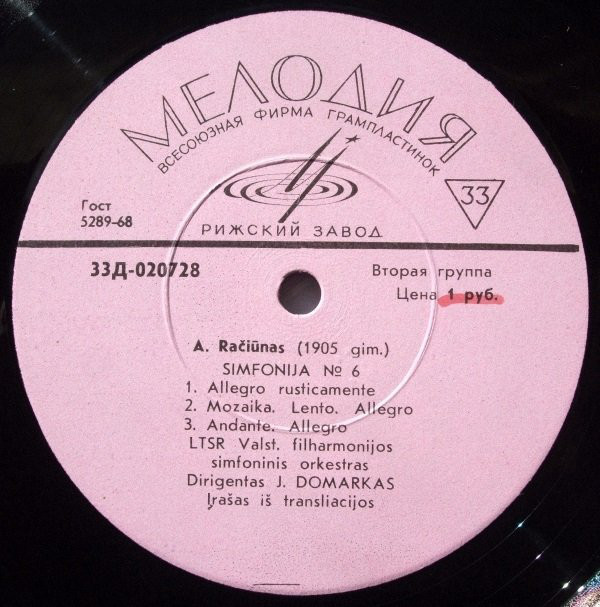 МЕЛОДИЯ
ВСЕСОЮЗНАЯ ФИРМА ГРАМПЛАСТИНОК
33
Гост
5289-68
РИЖСКИЙ ЗАВОД
33Д-020728
Вторая группа
Цена 1 руб.
A. Račiūnas (1905 gim.)
SIMFONIJA № 6
1. Allegro rusticamente
2. Mozaika. Lento. Allegro
3. Andante. Allegro
LTSR Valst. filharmonijos
simfoninis orkestras
Dirigentas J. DOMARKAS
Įrašas iš transliacijos